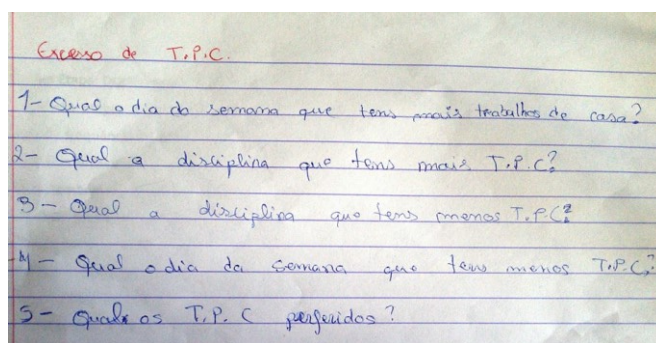 Excesso de T.P.C.
1- Qual o dia da semana que tens mais trabalhos de casa?
2- Qual a disciplina que tens mais T.P.C?
3- Qual a disciplina que tens menos T.P.C?
4- Qual o dia da semana que tens menos T.P.C?
5- Quais os T.P.C perferidos?